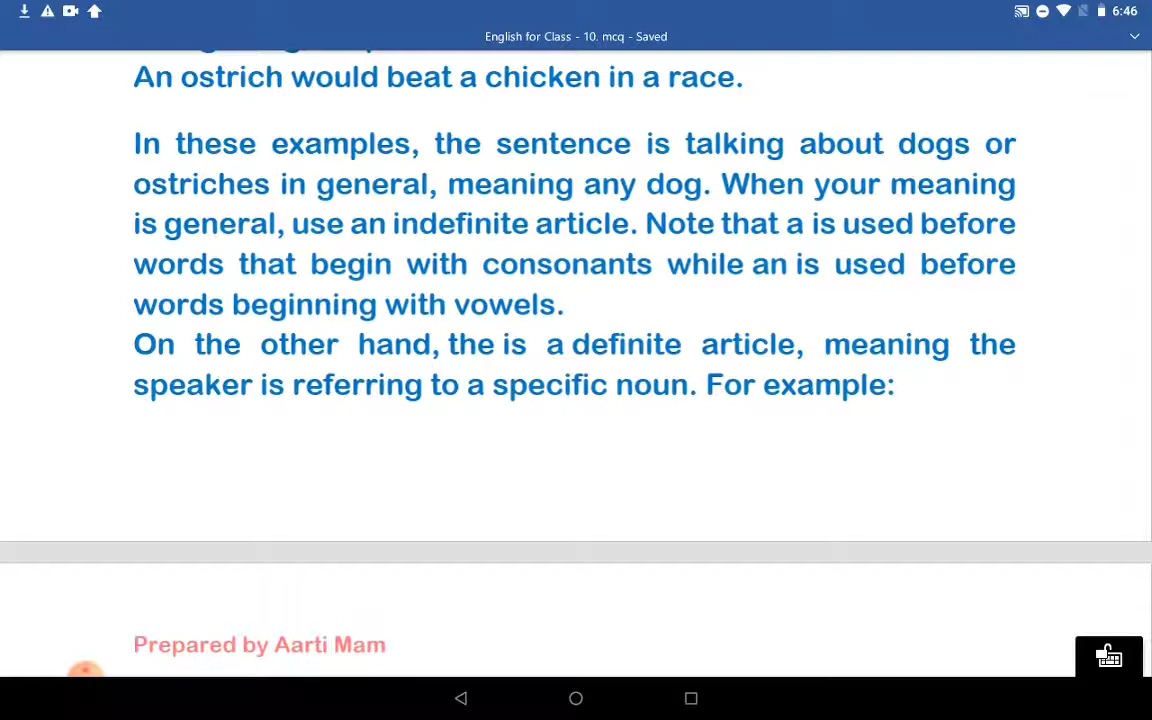 6:46
English for Class - 10. mcq - Saved
An ostrich would beat a chicken in a race.
In these examples, the sentence is talking about dogs or
ostriches in general, meaning any dog. When your meaning
is general, use an indefinite article. Note that a is used before
words that begin with consonants while an is used before
words beginning with vowels.
On the other hand, the is a definite article, meaning the
speaker is referring to a specific noun. For example:
Prepared by Aarti Mam